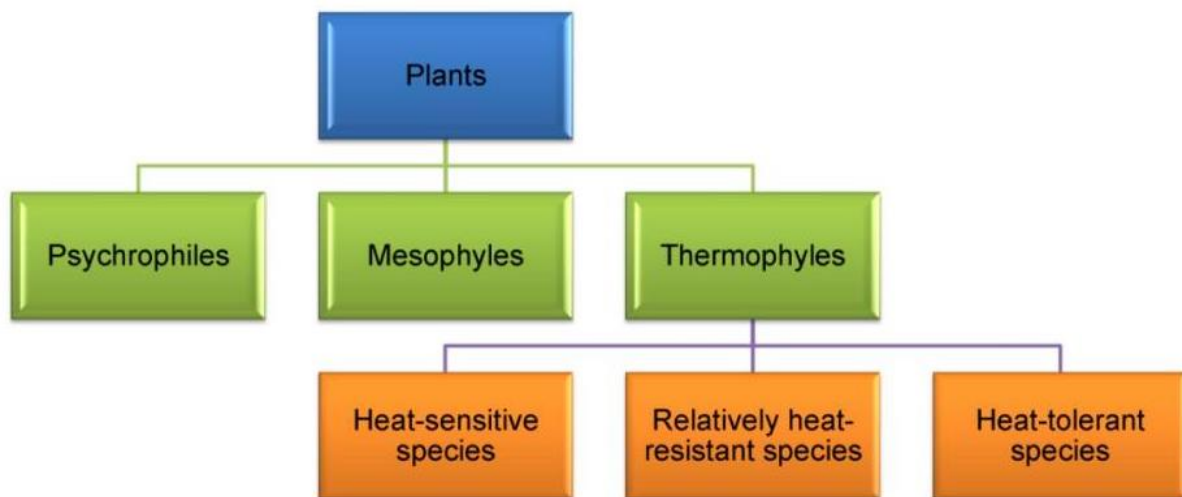 Plants
Psychrophiles
Mesophyles
Thermophyles
Heat-sensitive
species
Relatively heat-
resistant species
Heat-tolerant
species